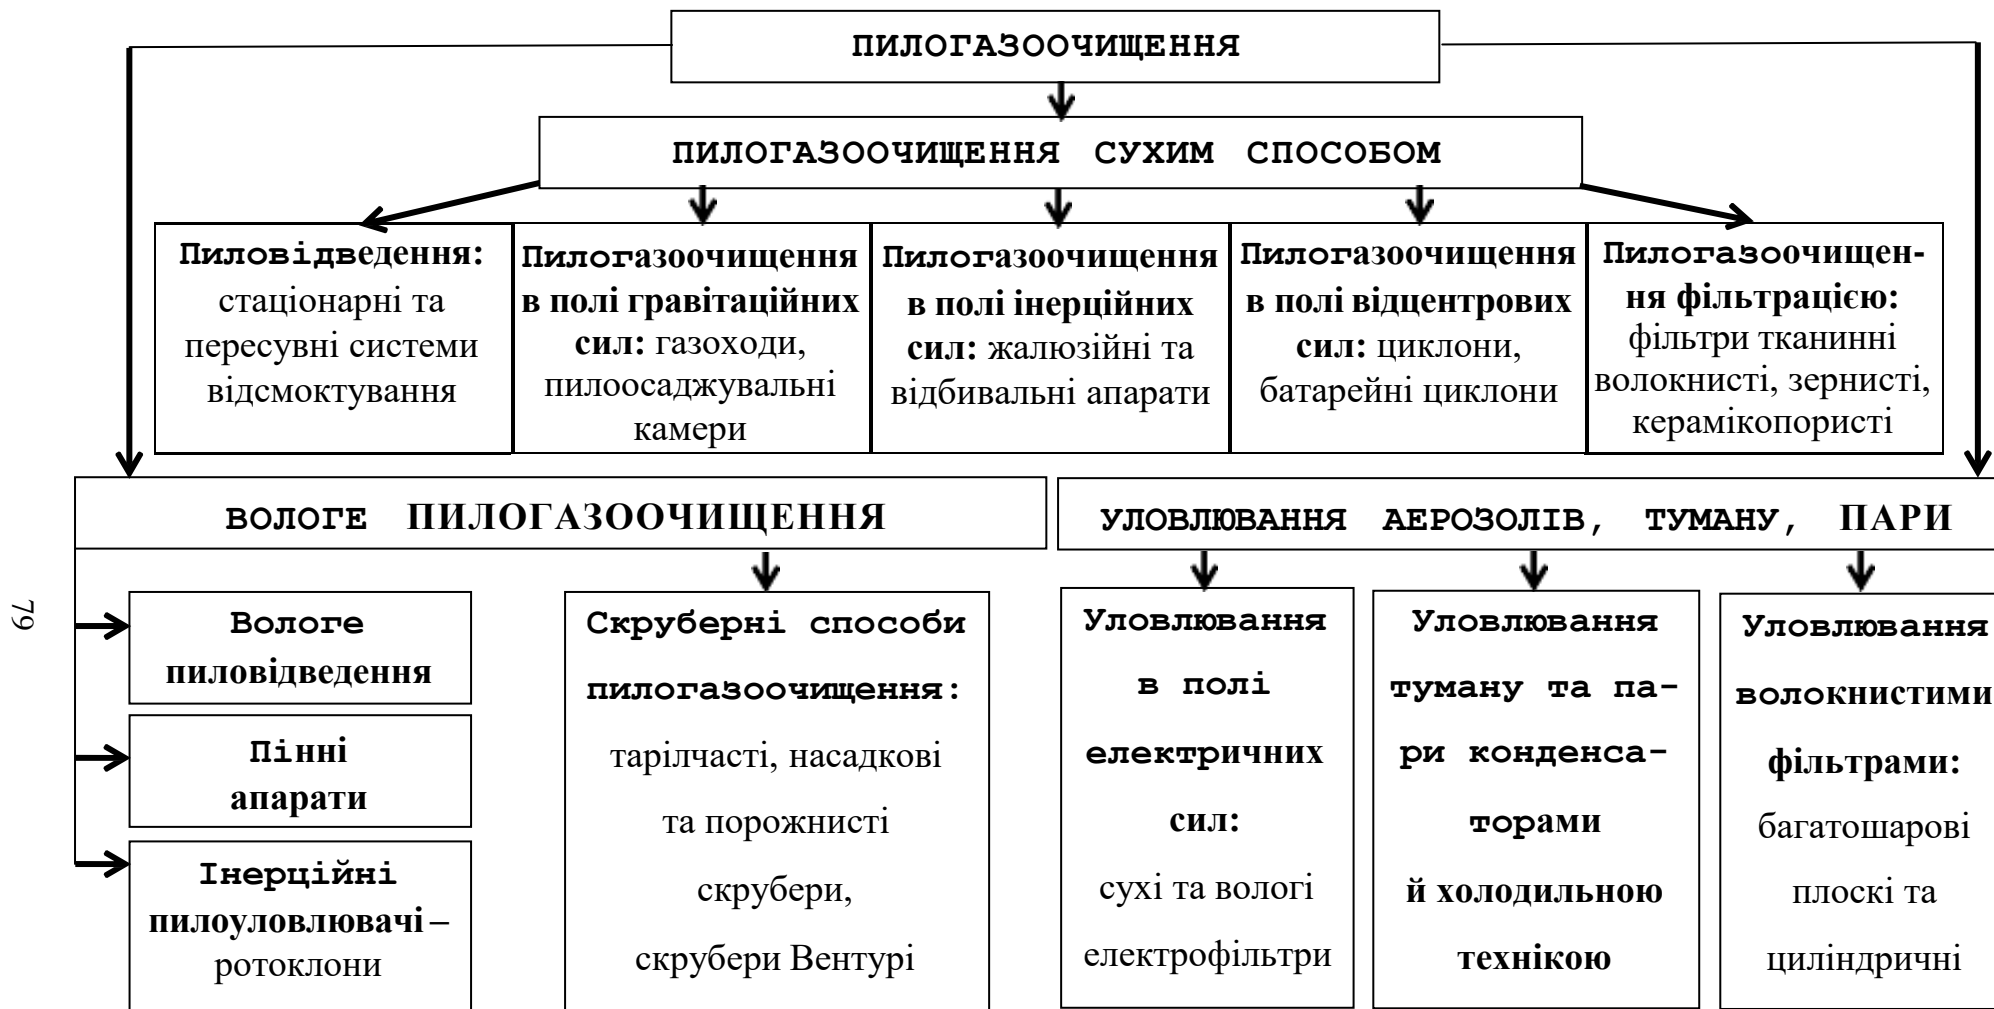 ПИЛОГАЗООЧИЩЕННЯ
ПИЛОГАЗООЧИЩЕННЯ СУХИМ СПОСОБОМ
Пиловідведення:
стаціонарні та
пересувні системи
відсмоктування
Пилогазоочищення
в полі гравітаційних
сил: газоходи,
пилоосаджувальні
камери
Пилогазоочищення
в полі інерційних
сил: жалюзійні та
відбивальні апарати
Пилогазоочищення
в полі відцентрових
сил: циклони,
батарейні циклони
Пилогазоочищен-
ня фільтрацією:
фільтри тканинні
волокнисті, зернисті,
керамікопористі
ВОЛОГЕ ПИЛОГАЗООЧИЩЕННЯ
УЛОВЛЮВАННЯ АЕРОЗОЛІВ, ТУМАНУ, ПАРИ
Вологе
пиловідведення
Пінні
апарати
Інерційні
пилоуловлювачі –
ротоклони
Скруберні способи
пилогазоочищення:
тарілчасті, насадкові
та порожнисті
скрубери,
скрубери Вентурі
Уловлювання
в полі
електричних
сил:
сухі та вологі
електрофільтри
Уловлювання
туману та па-
ри конденса-
торами
й холодильною
технікою
Уловлювання
волокнистими
фільтрами:
багатошарові
плоскі та
циліндричні
79